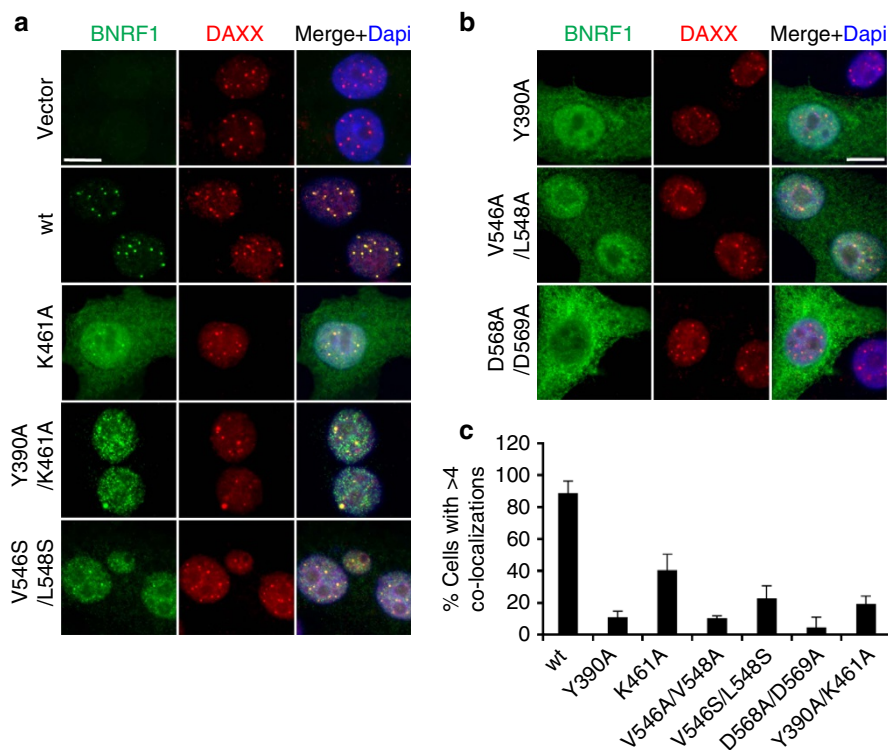 a
BNRF1 DAXX Merge+Dapi
Vector
wt
K461A
Y390A
/K461A
V546S
/L548S
b
BNRF1 DAXX Merge+Dapi
Y390A
V546A
/L548A
D568A
/D569A
c
% Cells with >4
co-localizations
120
100
80
60
40
20
0
wt
Y390A
K461A
V546A/V548A
V546S/L548S
D568A/D569A
Y390A/K461A